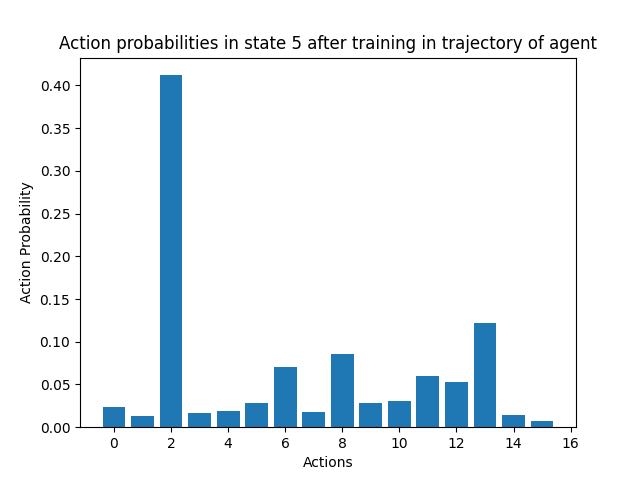 Action probabilities in state 5 after training in trajectory of agent
0.40
0.35
0.30
0.25
0.20
0.15
0.10
0.05
0.00
Action Probability
0 2 4 6 8 10 12 14 16
Actions